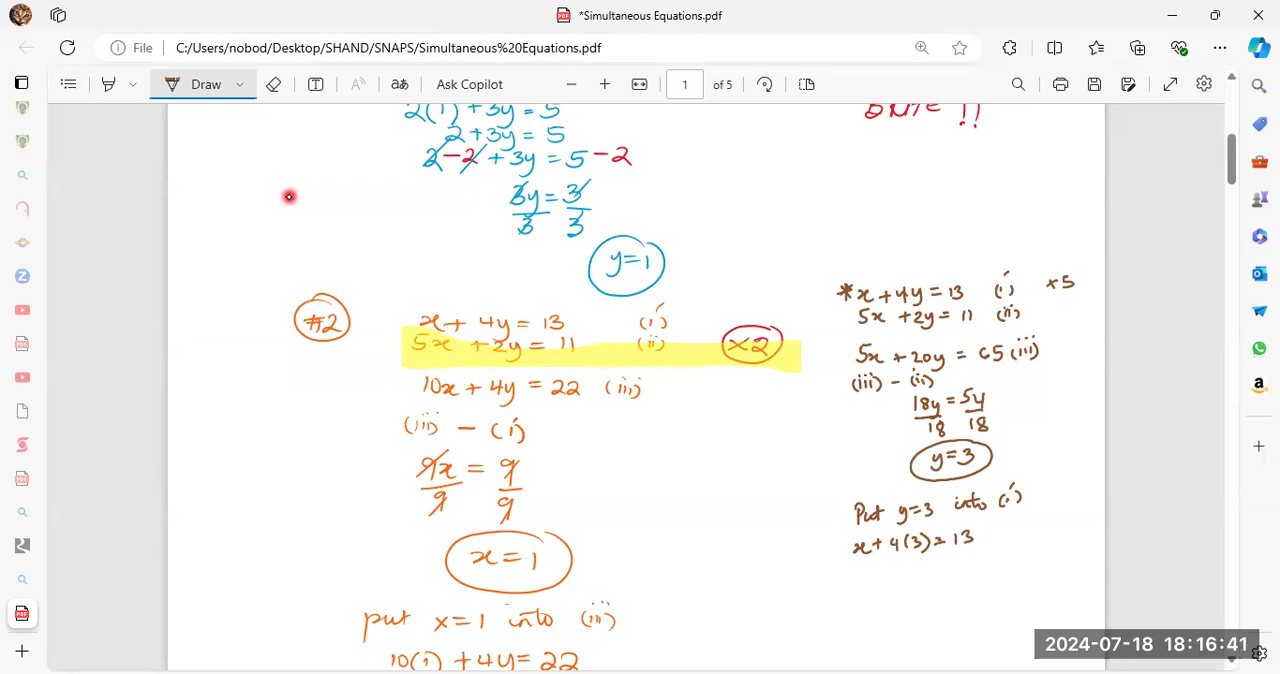 *Simultaneous Equations.pdf
File C:/Users/nobod/Desktop/SHAND/SNAPS/Simultaneous%20Equations.pdf
Draw aあ Ask Copilot 1 of 5
2(1) + 3y = 5
2 + 3y = 5
2 - 2 + 3y = 5 - 2
3y = 3
3 3
y=1
#2
x + 4y = 13 (i)
5x + 2y = 11 (ii) ×2
10x + 4y = 22 (iii)
(iii) - (i)
9x = 9
9 9
x=1
put x=1 into (iii)
10(1) + 4y = 22
*x + 4y = 13 (i) ×5
5x + 2y = 11 (ii)
5x + 20y = 65 (iii)
(iii) - (ii)
18y = 54
18 18
y=3
Put y=3 into (i)
x + 4(3) = 13
2024-07-18 18:16:41